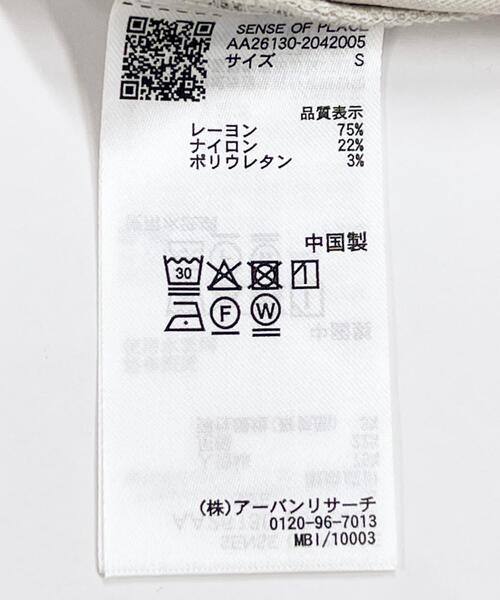 SENSE OF PLACE
AA26130-2042005
サイズ S
品質表示
レーヨン 75%
ナイロン 22%
ポリウレタン 3%
中国製
30
F W
(株)アーバンリサーチ
0120-96-7013
MBI/10003